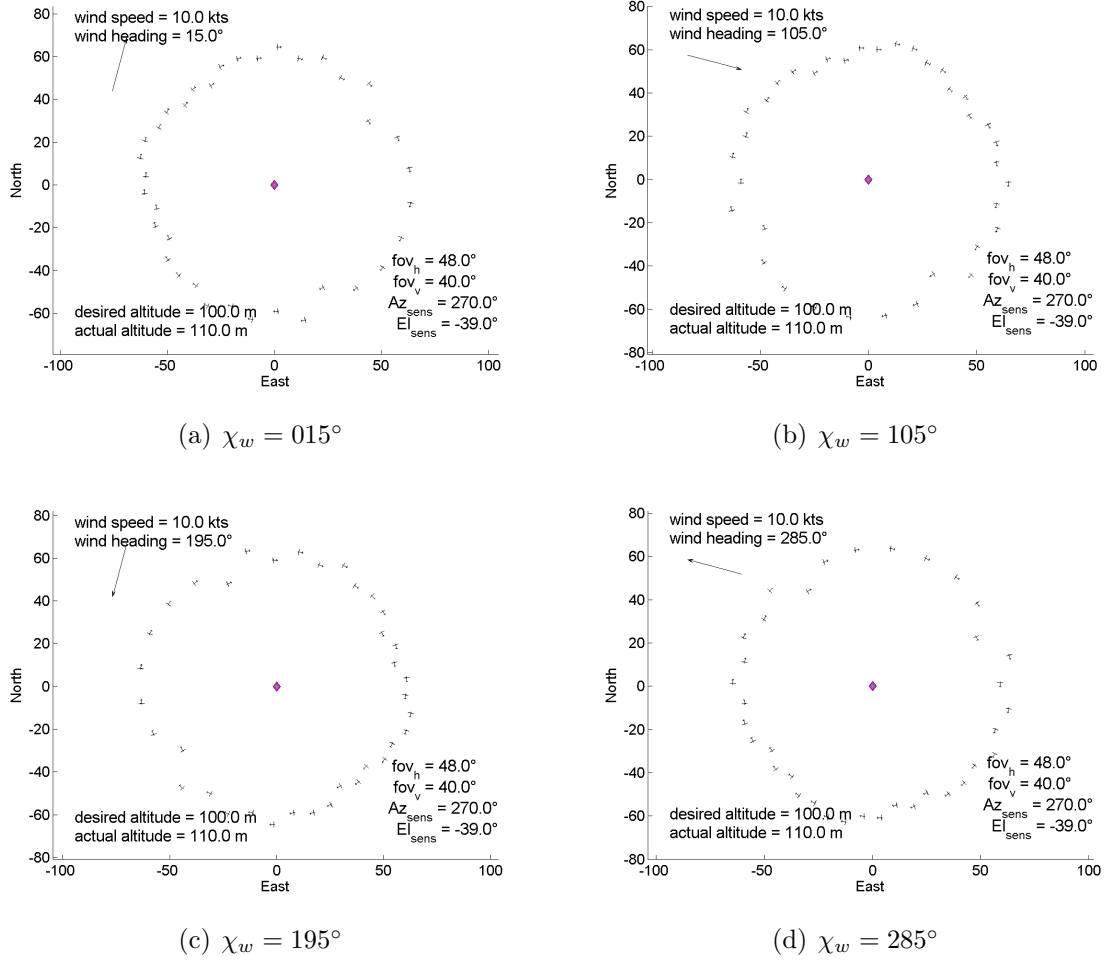 wind speed = 10.0 kts
wind heading = 15.0°
80
60
40
20
0
-20
-40
-60
North
fov_h = 48.0°
fov_v = 40.0°
Az_sens = 270.0°
El_sens = -39.0°
desired altitude = 100.0 m
actual altitude = 110.0 m
-100 -50 0 50 100
East
(a) χ_w = 015°
wind speed = 10.0 kts
wind heading = 105.0°
80
60
40
20
0
-20
-40
-60
-80
North
fov_h = 48.0°
fov_v = 40.0°
Az_sens = 270.0°
El_sens = -39.0°
desired altitude = 100.0 m
actual altitude = 110.0 m
-100 -50 0 50 100
East
(b) χ_w = 105°
wind speed = 10.0 kts
wind heading = 195.0°
80
60
40
20
0
-20
-40
-60
-80
North
fov_h = 48.0°
fov_v = 40.0°
Az_sens = 270.0°
El_sens = -39.0°
desired altitude = 100.0 m
actual altitude = 110.0 m
-100 -50 0 50 100
East
(c) χ_w = 195°
wind speed = 10.0 kts
wind heading = 285.0°
80
60
40
20
0
-20
-40
-60
-80
North
fov_h = 48.0°
fov_v = 40.0°
Az_sens = 270.0°
El_sens = -39.0°
desired altitude = 100.0 m
actual altitude = 110.0 m
-100 -50 0 50 100
East
(d) χ_w = 285°